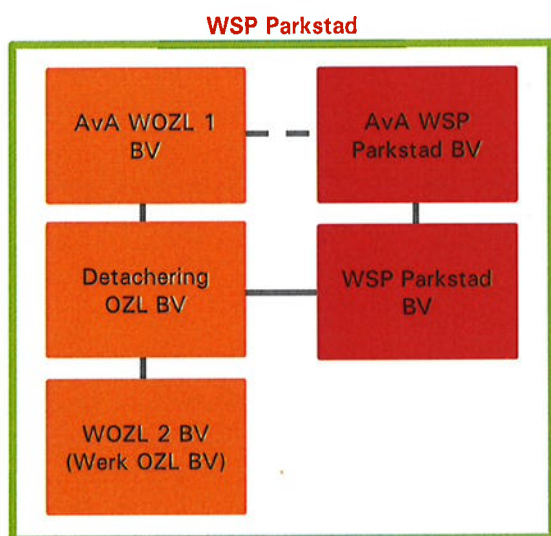 WSP Parkstad
AvA WOZL 1
BV
AvA WSP
Parkstad BV
Detachering
OZL BV
WSP Parkstad
BV
WOZL 2 BV
(Werk OZL BV)